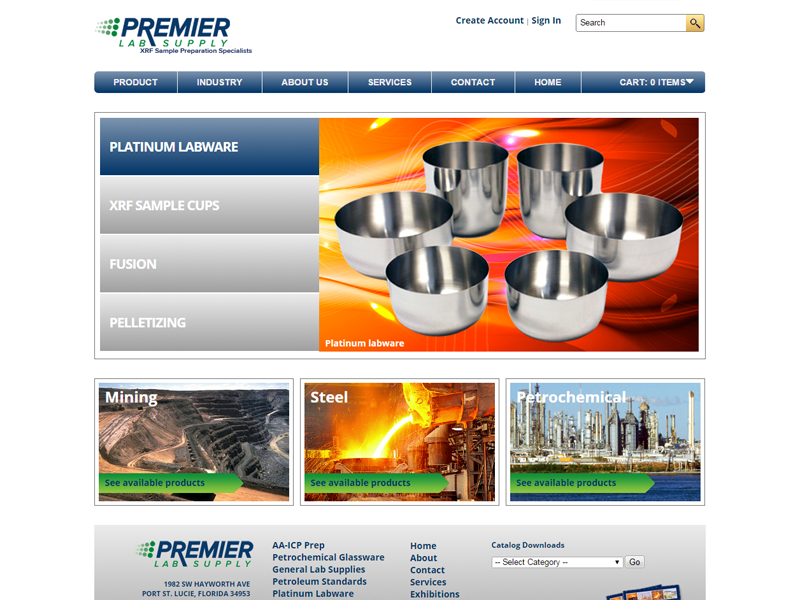 PREMIER
LAB SUPPLY
XRF Sample Preparation Specialists
Create Account | Sign In
Search
PRODUCT
INDUSTRY
ABOUT US
SERVICES
CONTACT
HOME
CART: 0 ITEMS
PLATINUM LABWARE
XRF SAMPLE CUPS
FUSION
PELLETIZING
Platinum labware
Mining
See available products
Steel
See available products
Petrochemical
See available products
PREMIER
LAB SUPPLY
1982 SW HAYWORTH AVE
PORT ST. LUCIE, FLORIDA 34953
AA-ICP Prep
Petrochemical Glassware
General Lab Supplies
Petroleum Standards
Platinum Labware
Home
About
Contact
Services
Exhibitions
Catalog Downloads
-- Select Category --
Go